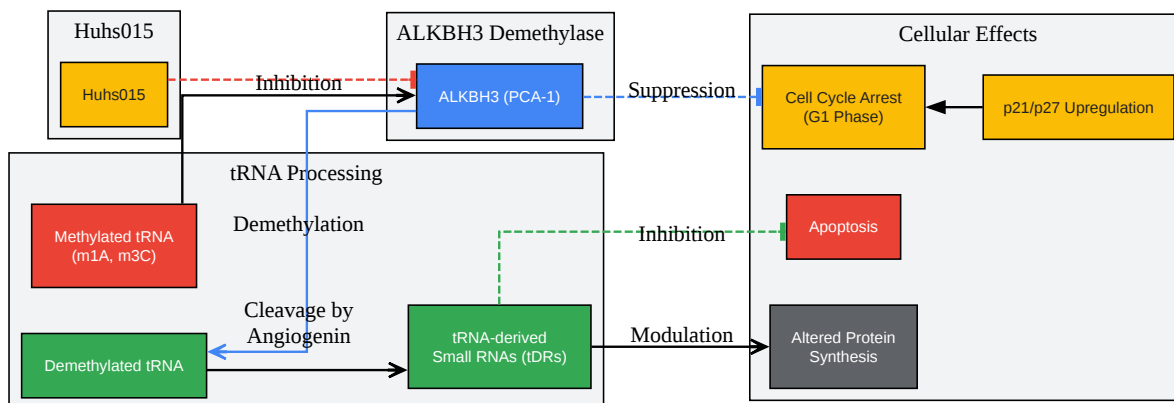 Huhs015
ALKBH3 Demethylase
Cellular Effects
Huhs015
Inhibition
ALKBH3 (PCA-1)
Suppression
Cell Cycle Arrest
(G1 Phase)
p21/p27 Upregulation
tRNA Processing
Methylated tRNA
(m1A, m3C)
Demethylation
Inhibition
Apoptosis
Cleavage by
Angiogenin
Demethylated tRNA
tRNA-derived
Small RNAs (tDRs)
Modulation
Altered Protein
Synthesis